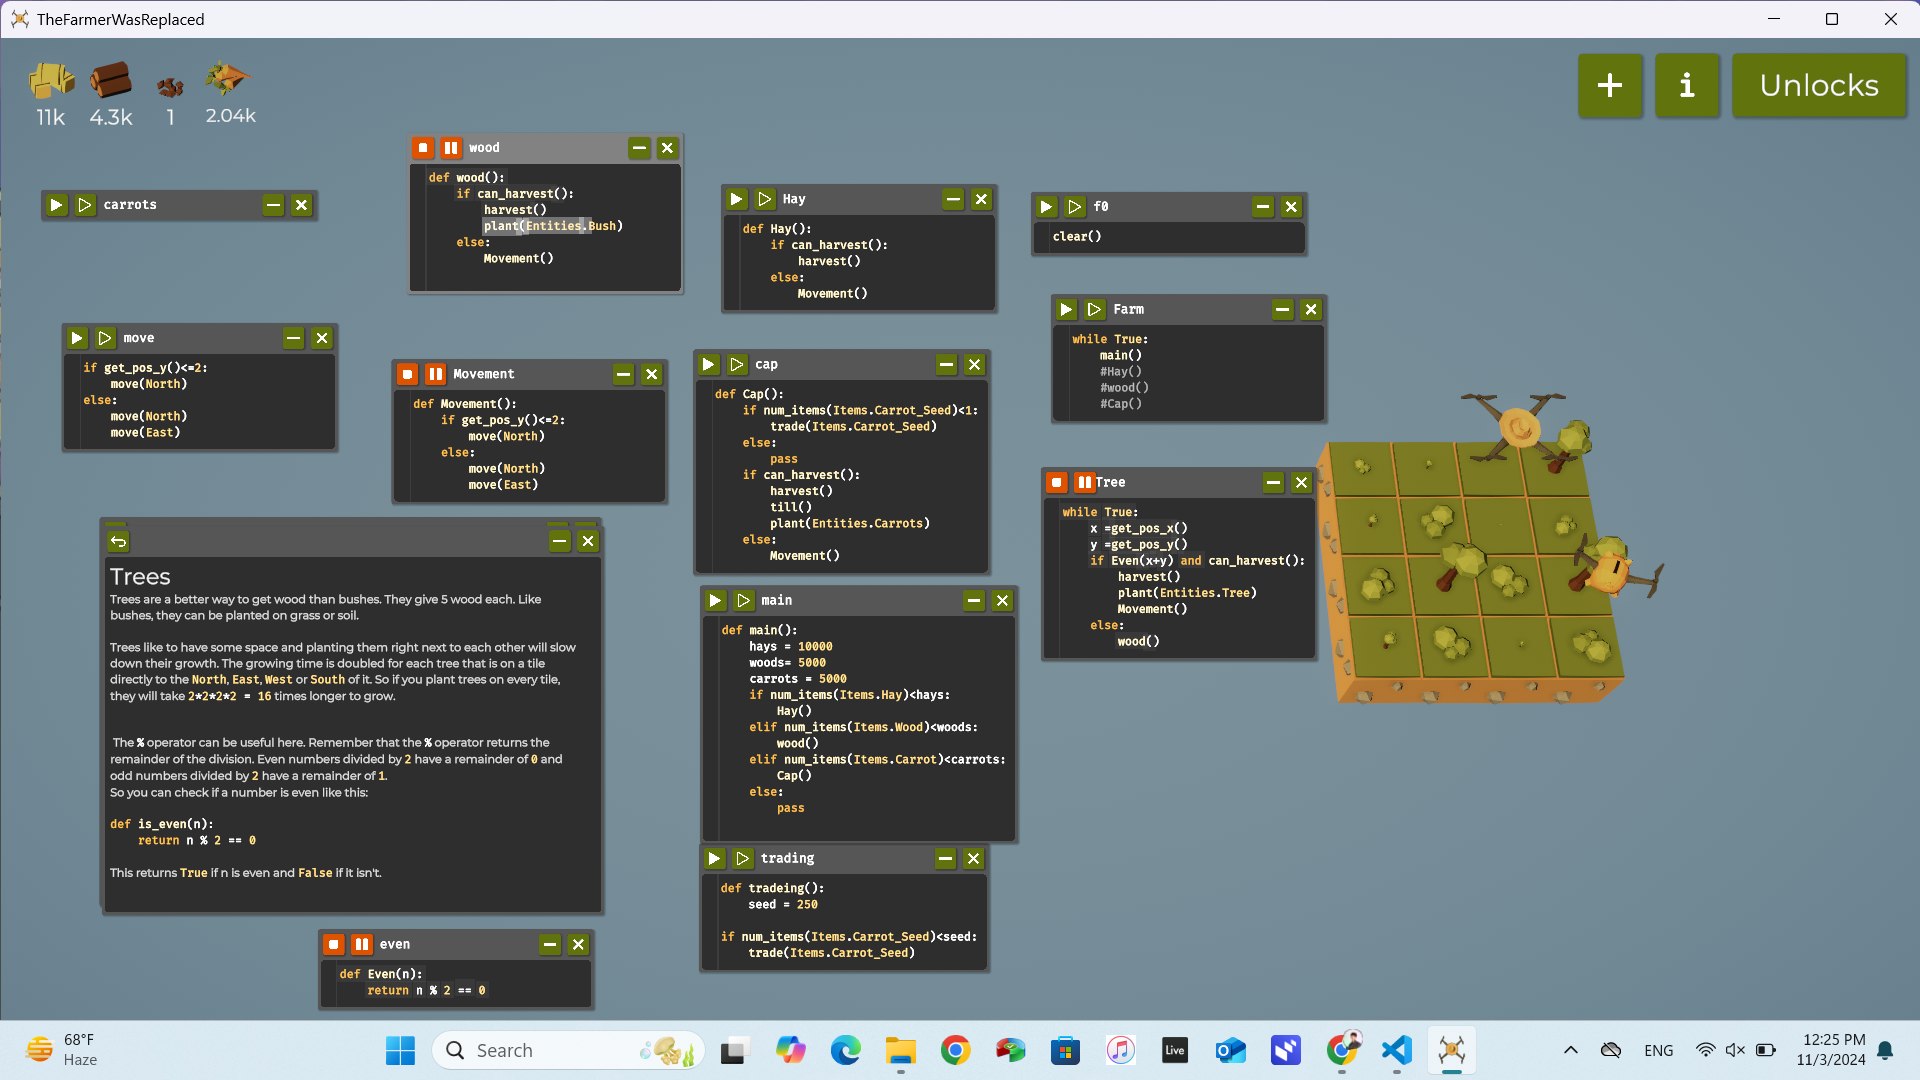 TheFarmerWasReplaced
11k
4.3k
1
2.04k
+
i
Unlocks
wood
def wood():
if can_harvest():
harvest()
plant(Entities.Bush)
else:
Movement()
carrots
Hay
def Hay():
if can_harvest():
harvest()
else:
Movement()
f0
clear()
Farm
while True:
main()
#Hay()
#wood()
#Cap()
move
if get_pos_y()<=2:
move(North)
else:
move(North)
move(East)
Movement
def Movement():
if get_pos_y()<=2:
move(North)
else:
move(North)
move(East)
cap
def Cap():
if num_items(Items.Carrot_Seed)<1:
trade(Items.Carrot_Seed)
else:
pass
if can_harvest():
harvest()
till()
plant(Entities.Carrots)
else:
Movement()
Tree
while True:
x =get_pos_x()
y =get_pos_y()
if Even(x+y) and can_harvest():
harvest()
plant(Entities.Tree)
Movement()
else:
wood()
Trees
Trees are a better way to get wood than bushes. They give 5 wood each. Like
bushes, they can be planted on grass or soil.
Trees like to have some space and planting them right next to each other will slow
down their growth. The growing time is doubled for each tree that is on a tile
directly to the North, East, West or South of it. So if you plant trees on every tile,
they will take 2*2*2*2 = 16 times longer to grow.
The % operator can be useful here. Remember that the % operator returns the
remainder of the division. Even numbers divided by 2 have a remainder of 0 and
odd numbers divided by 2 have a remainder of 1.
So you can check if a number is even like this:
def is_even(n):
return n % 2 == 0
This returns True if n is even and False if it isn't.
main
def main():
hays = 10000
woods= 5000
carrots = 5000
if num_items(Items.Hay)<hays:
Hay()
elif num_items(Items.Wood)<woods:
wood()
elif num_items(Items.Carrot)<carrots:
Cap()
else:
pass
trading
def tradeing():
seed = 250
if num_items(Items.Carrot_Seed)<seed:
trade(Items.Carrot_Seed)
even
def Even(n):
return n % 2 == 0
68°F
Haze
Search
Live
ENG
12:25 PM
11/3/2024